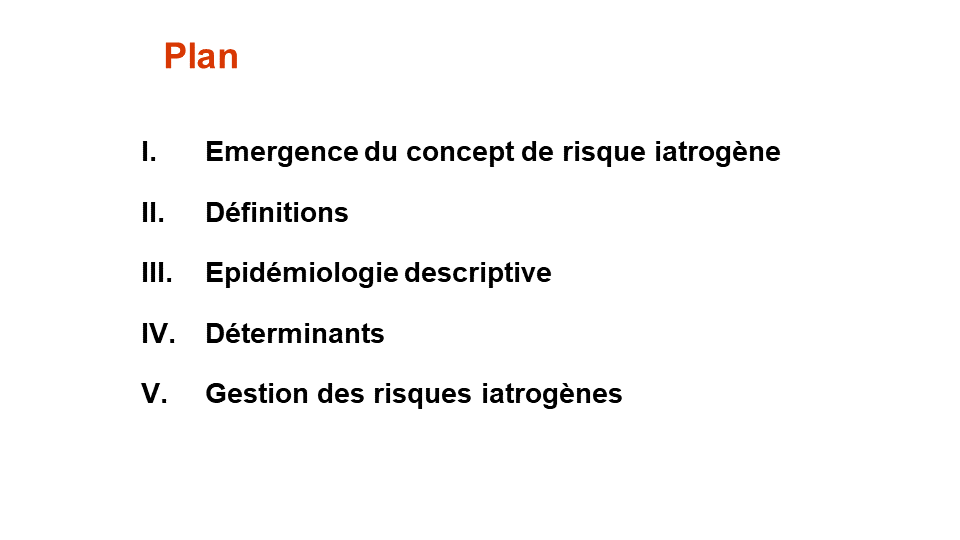 Plan
I. Emergence du concept de risque iatrogène
II. Définitions
III. Epidémiologie descriptive
IV. Déterminants
V. Gestion des risques iatrogènes